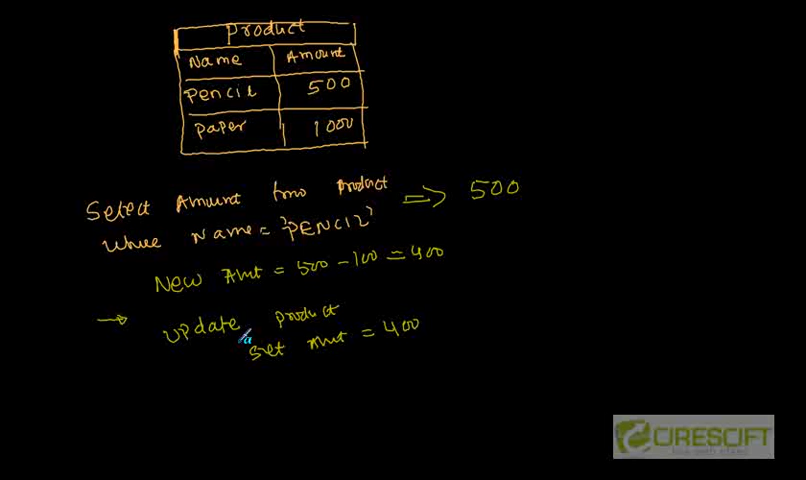 Product
Name Amount
Pencil 500
Paper 1000
Select Amount from Product => 500
Where Name = 'PENCIL'
New Amt = 500 - 100 = 400
→ Update Product
Set Amt = 400
CIRESCIFT